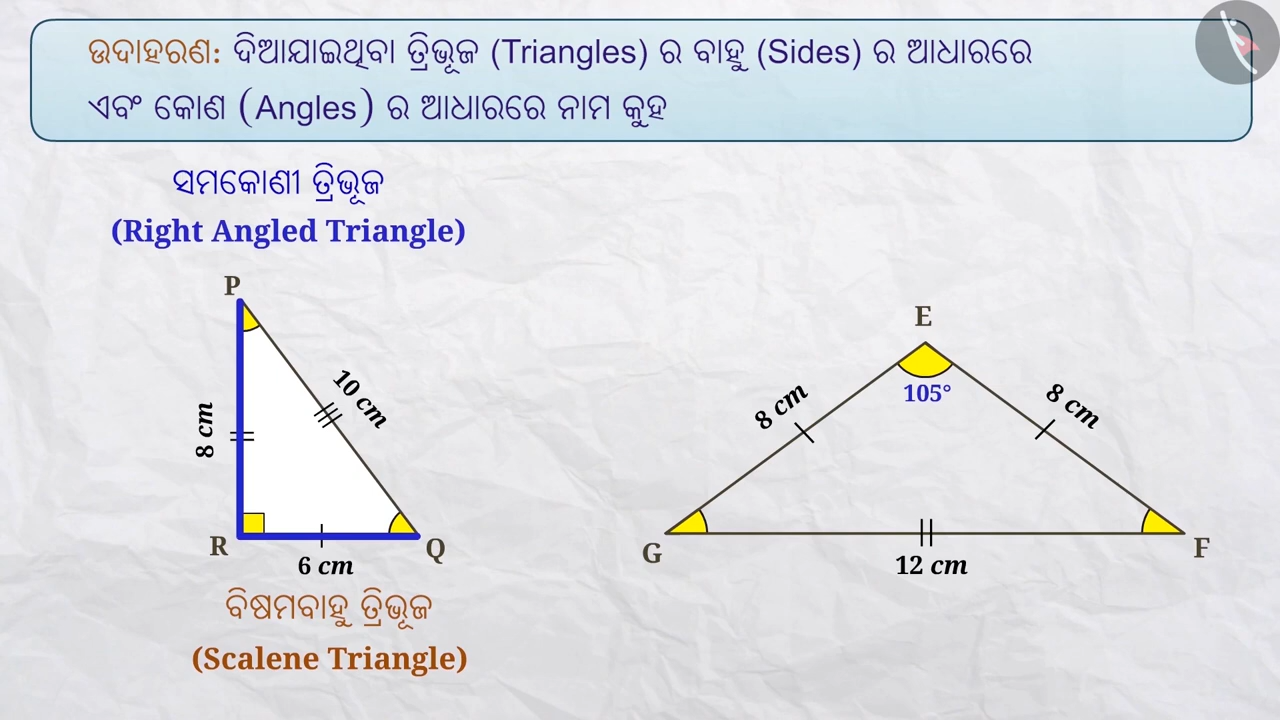 ଉଦାହରଣ: ଦିଆଯାଇଥିବା ତ୍ରିଭୂଜ (Triangles) ର ବାହୁ (Sides) ର ଆଧାରରେ
ଏବଂ କୋଣ (Angles) ର ଆଧାରରେ ନାମ କୁହ
ସମକୋଣୀ ତ୍ରିଭୂଜ
(Right Angled Triangle)
P
10 cm
8 cm
R
Q
6 cm
ବିଷମବାହୁ ତ୍ରିଭୂଜ
(Scalene Triangle)
E
105°
8 cm
8 cm
G
F
12 cm